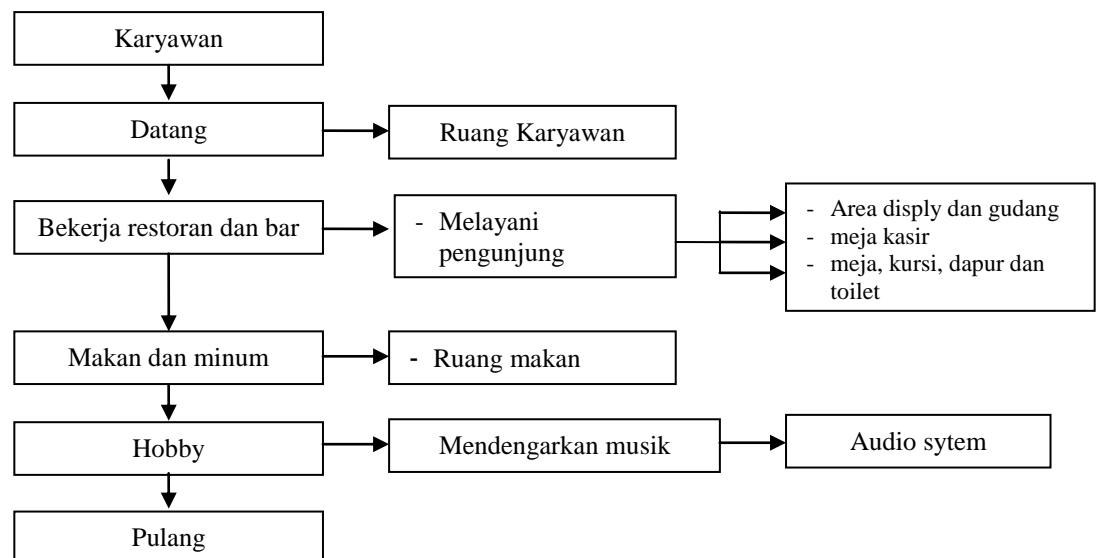 Karyawan
Datang
Ruang Karyawan
Bekerja restoran dan bar
- Melayani
pengunjung
- Area disply dan gudang
- meja kasir
- meja, kursi, dapur dan
toilet
Makan dan minum
- Ruang makan
Hobby
Mendengarkan musik
Audio sytem
Pulang